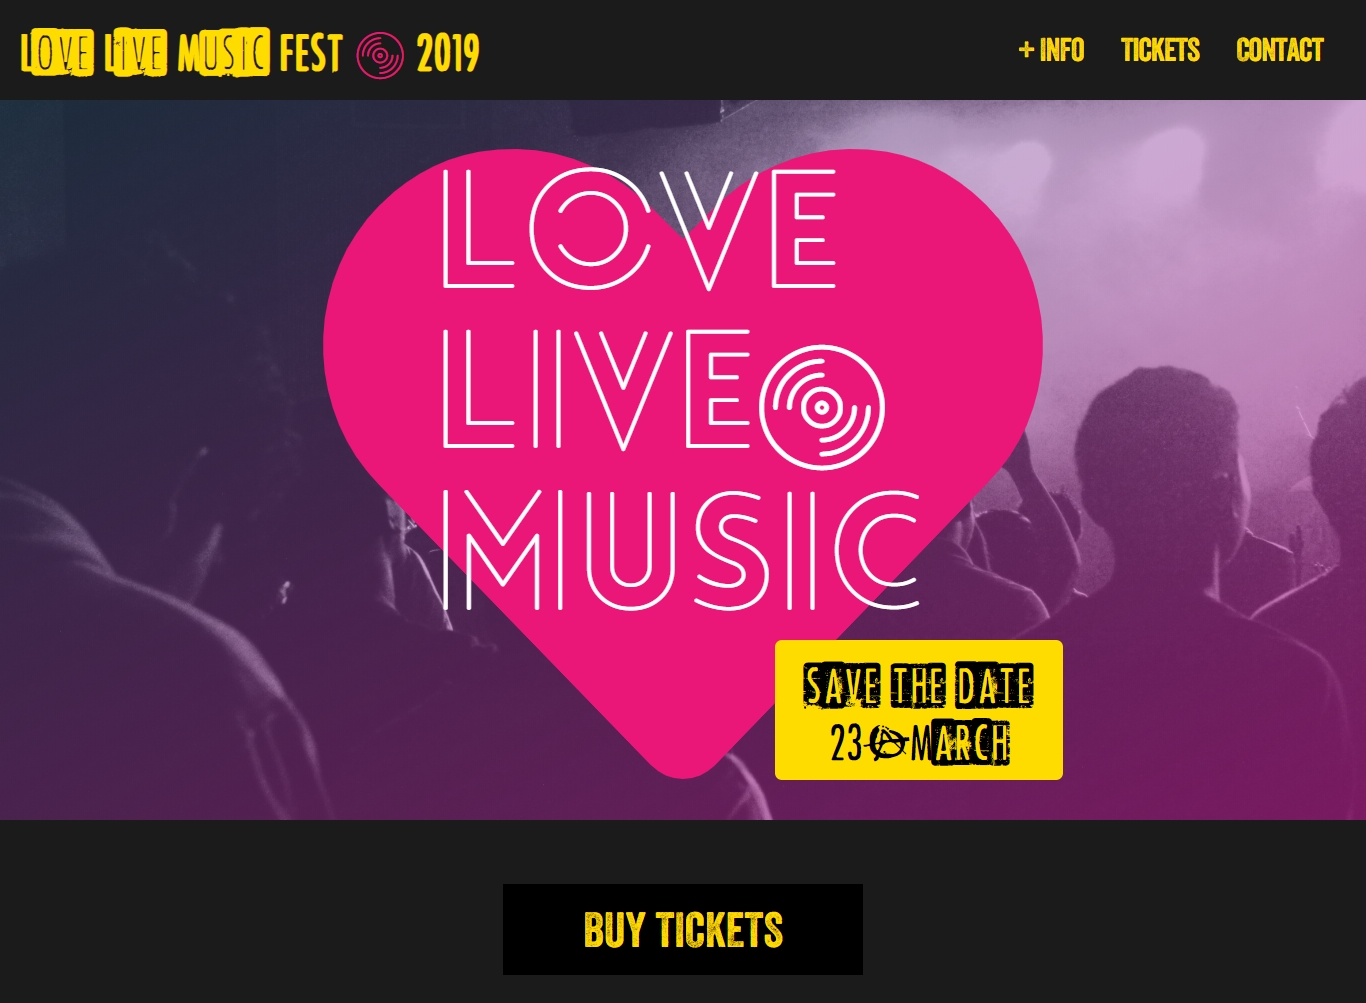 LOVE LIVE MUSIC FEST 2019
+ INFO TICKETS CONTACT
LOVE
LIVE
MUSIC
SAVE THE DATE
23 MARCH
BUY TICKETS